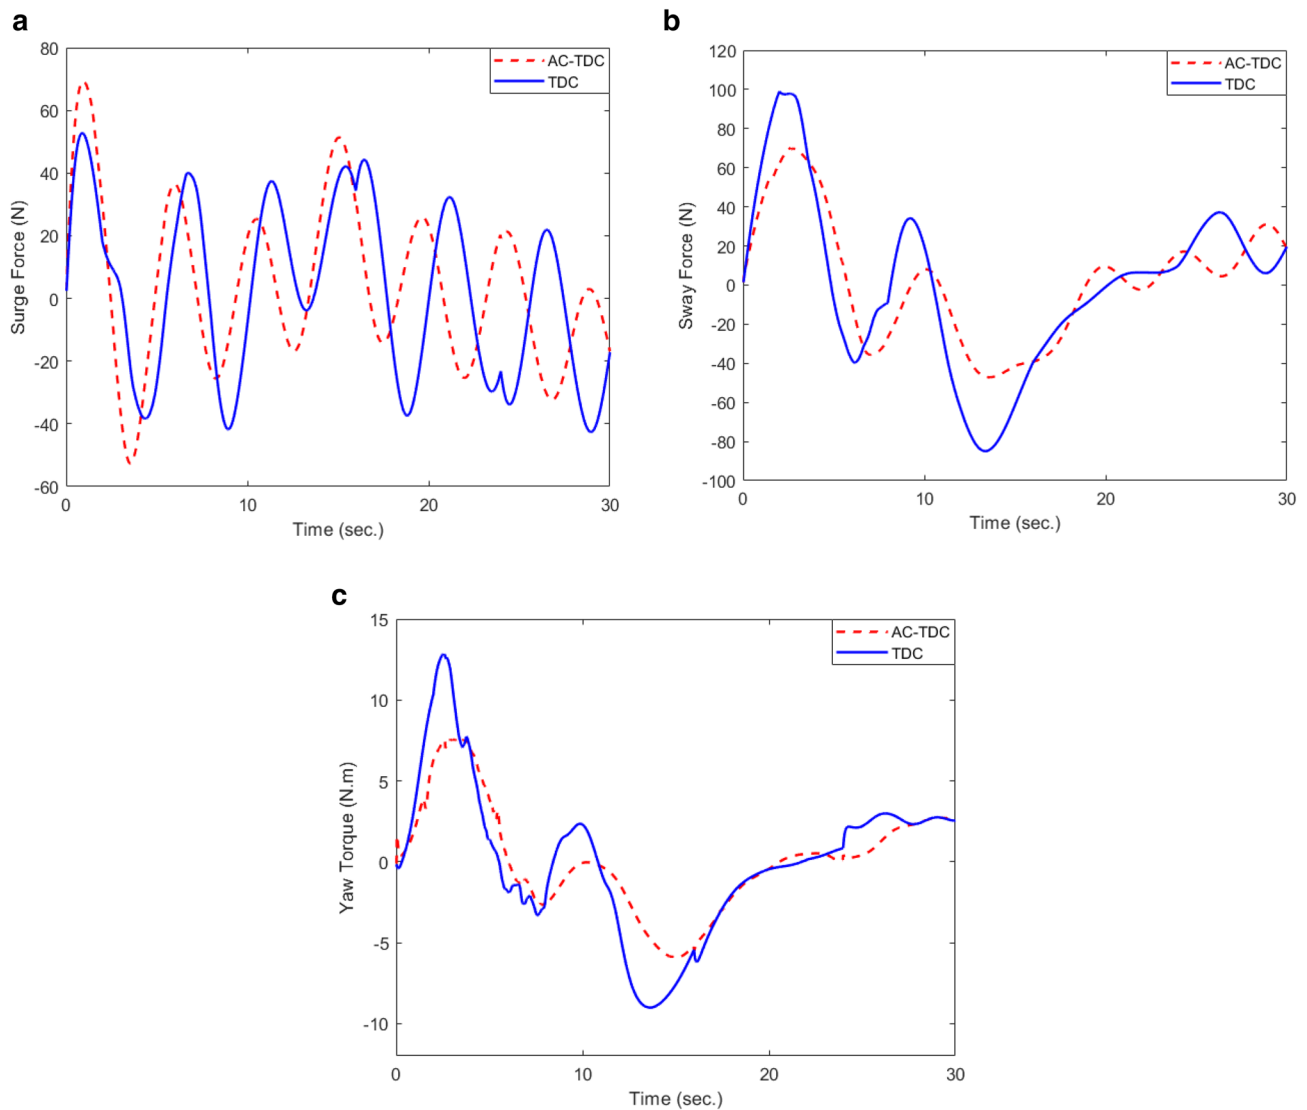 a
80
60
40
20
0
-20
-40
-60
Surge Force (N)
AC-TDC
TDC
0
10
20
30
Time (sec.)
b
120
100
80
60
40
20
0
-20
-40
-60
-80
-100
Sway Force (N)
AC-TDC
TDC
0
10
20
30
Time (sec.)
c
15
10
5
0
-5
-10
Yaw Torque (N.m)
AC-TDC
TDC
0
10
20
30
Time (sec.)